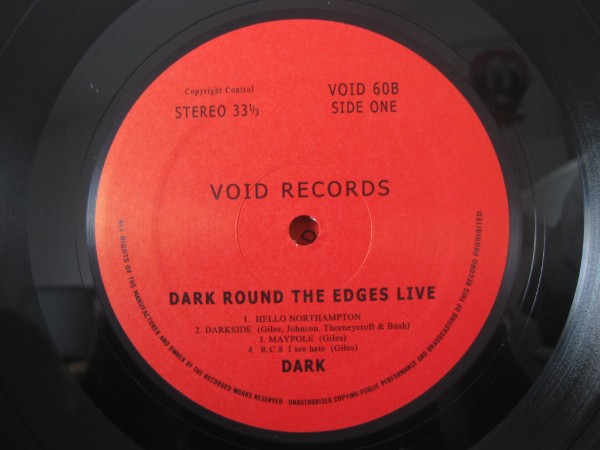 Copyright Control
STEREO 33⅓
VOID 60B
SIDE ONE
VOID RECORDS
DARK ROUND THE EDGES LIVE
1. HELLO NORTHAMPTON
2. DARKSIDE (Giles, Johnson, Thorneycroft & Bush)
3. MAYPOLE (Giles)
4. R.C.8 I see hate (Giles)
DARK
ALL RIGHTS OF THE MANUFACTURER AND OWNER OF THE RECORDED WORKS RESERVED · UNAUTHORISED COPYING PUBLIC PERFORMANCE AND BROADCASTING OF THIS RECORD PROHIBITED